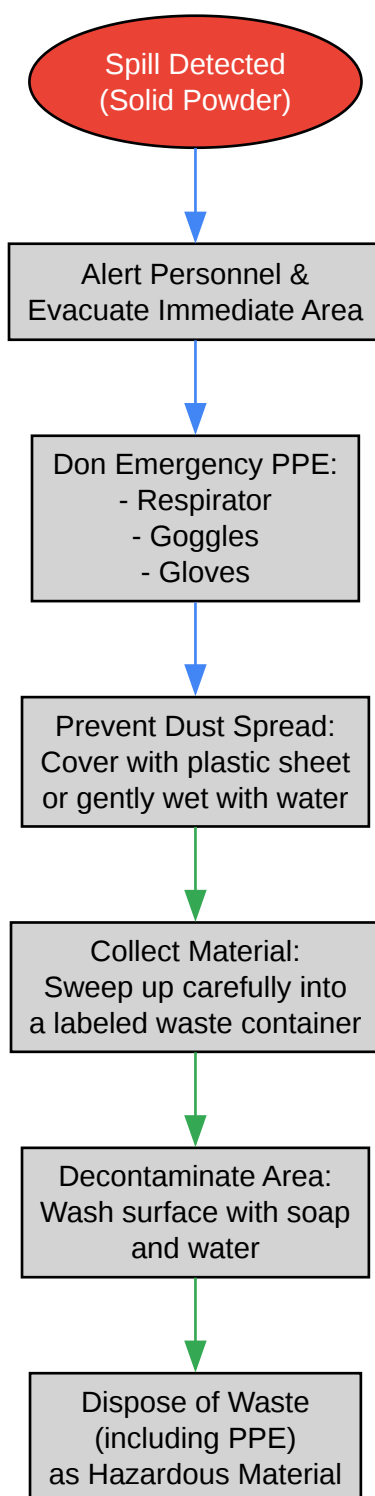 Spill Detected
(Solid Powder)
Alert Personnel &
Evacuate Immediate Area
Don Emergency PPE:
- Respirator
- Goggles
- Gloves
Prevent Dust Spread:
Cover with plastic sheet
or gently wet with water
Collect Material:
Sweep up carefully into
a labeled waste container
Decontaminate Area:
Wash surface with soap
and water
Dispose of Waste
(including PPE)
as Hazardous Material